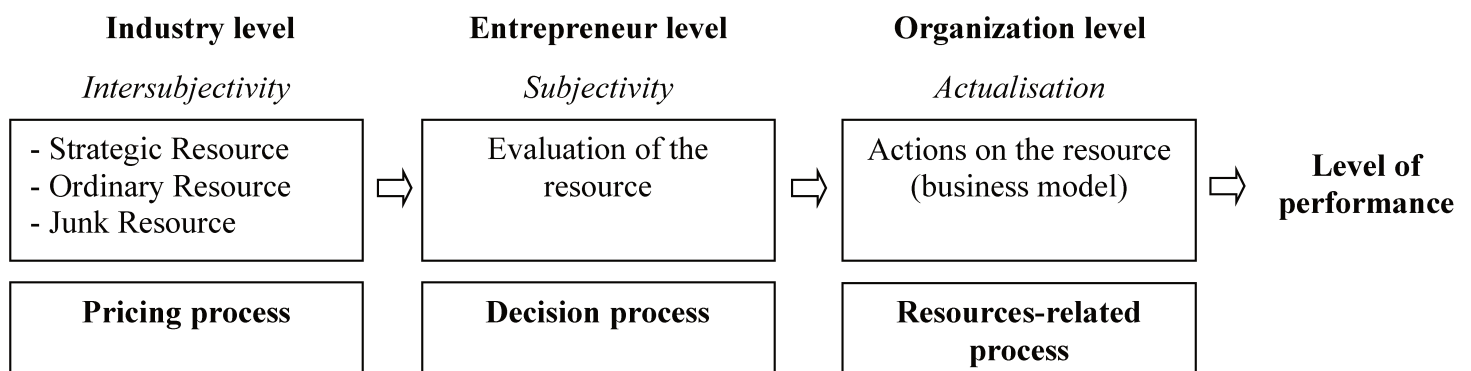 Industry level
Intersubjectivity
- Strategic Resource
- Ordinary Resource
- Junk Resource
Pricing process
Entrepreneur level
Subjectivity
Evaluation of the
resource
Decision process
Organization level
Actualisation
Actions on the resource
(business model)
Resources-related
process
Level of
performance